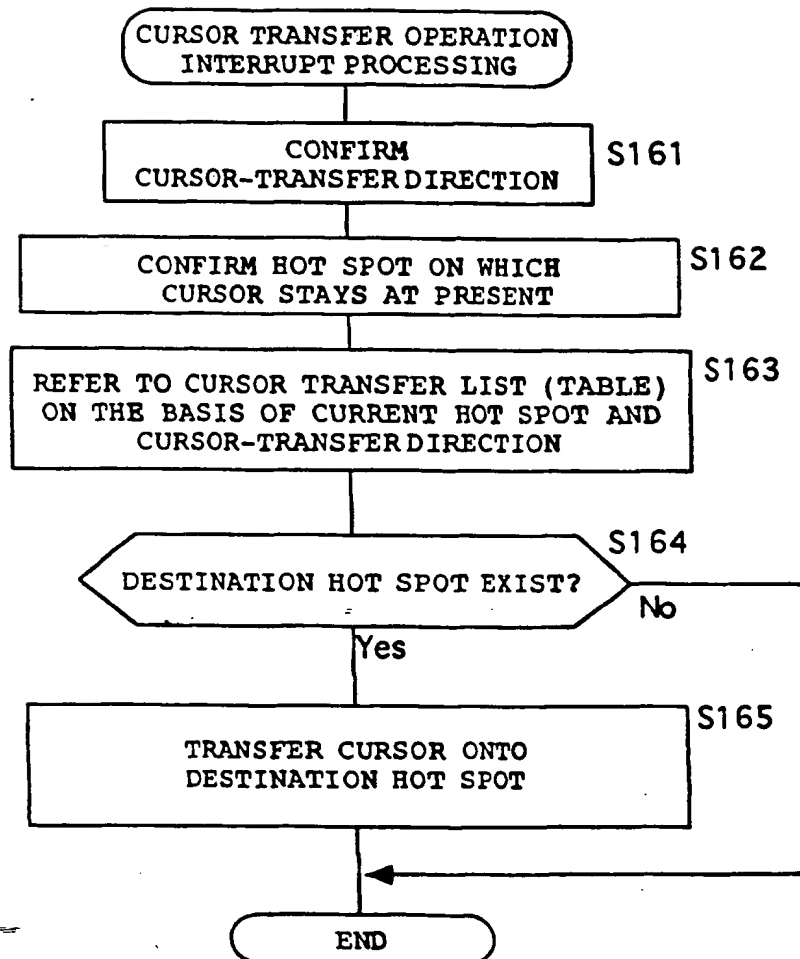 CURSOR TRANSFER OPERATION
INTERRUPT PROCESSING
CONFIRM
CURSOR-TRANSFER DIRECTION
S161
CONFIRM HOT SPOT ON WHICH
CURSOR STAYS AT PRESENT
S162
REFER TO CURSOR TRANSFER LIST (TABLE)
ON THE BASIS OF CURRENT HOT SPOT AND
CURSOR-TRANSFER DIRECTION
S163
DESTINATION HOT SPOT EXIST?
S164
No
Yes
TRANSFER CURSOR ONTO
DESTINATION HOT SPOT
S165
END